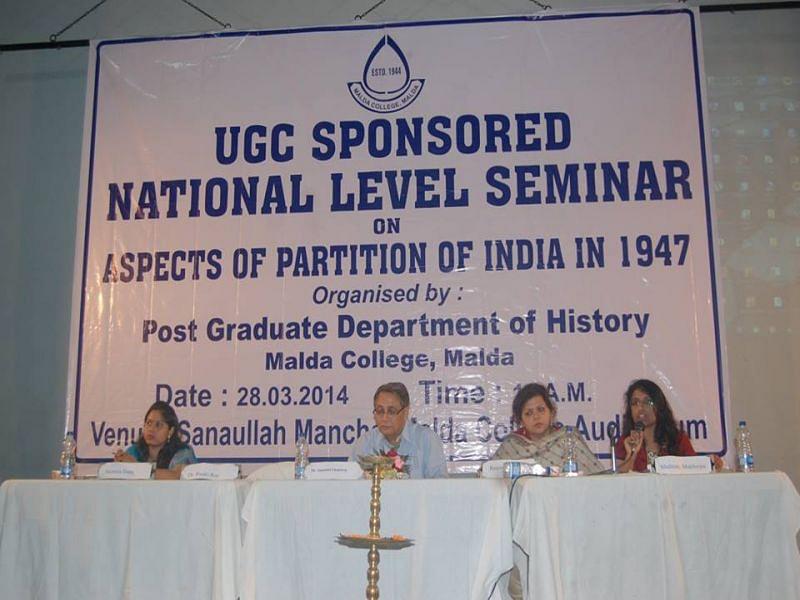 ESTD. 1944
MALDA COLLEGE, MALDA
UGC SPONSORED
NATIONAL LEVEL SEMINAR
ON
ASPECTS OF PARTITION OF INDIA IN 1947
Organised by :
Post Graduate Department of History
Malda College, Malda
Date : 28.03.2014 Time : A.M.
Sanaullah Mancha